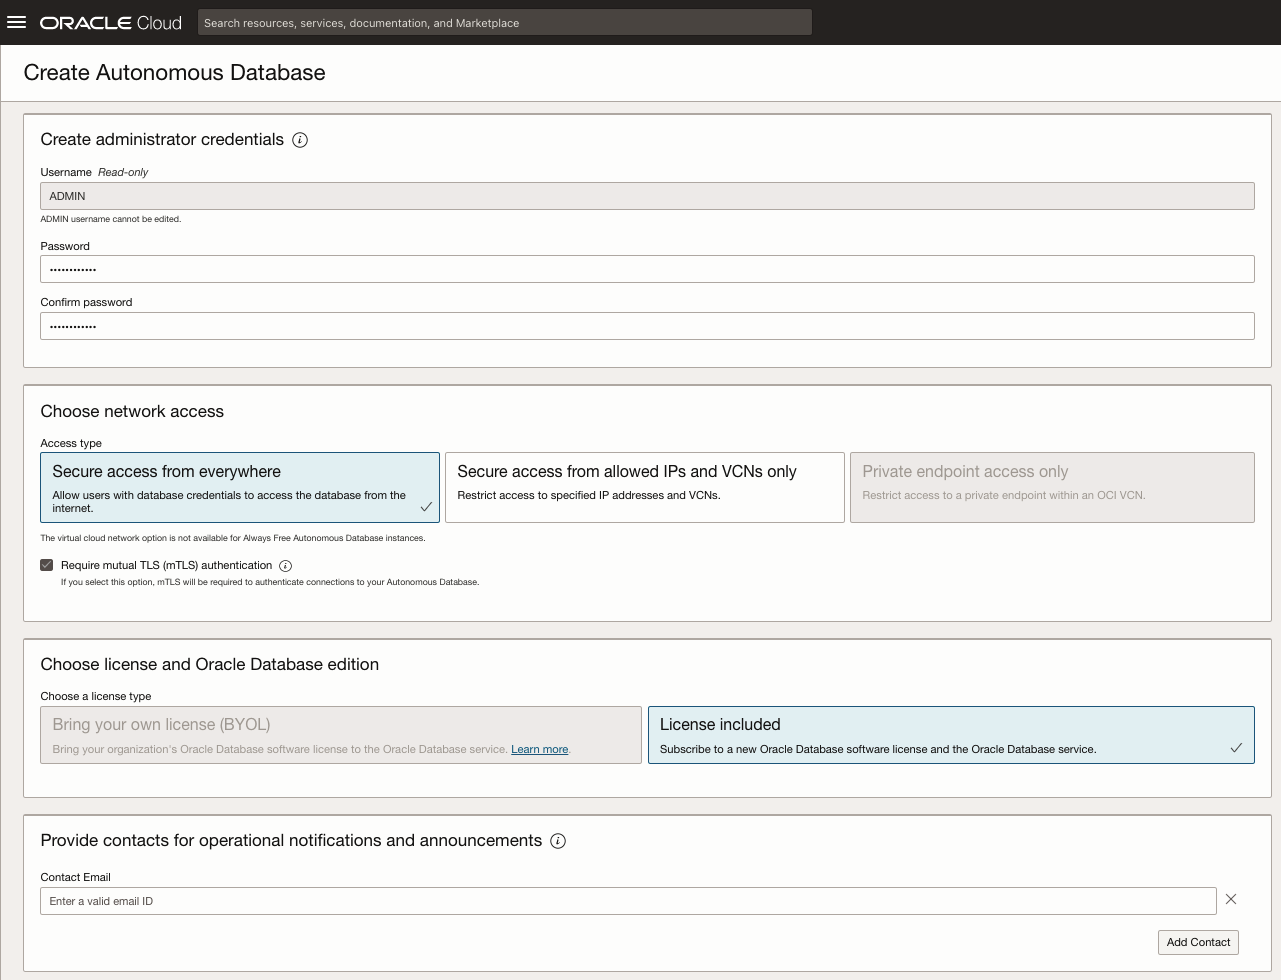 ORACLE Cloud
Search resources, services, documentation, and Marketplace
Create Autonomous Database
Create administrator credentials
Username Read-only
ADMIN
ADMIN username cannot be edited.
Password
••••••••••••
Confirm password
••••••••••••
Choose network access
Access type
Secure access from everywhere
Allow users with database credentials to access the database from the
internet.
Secure access from allowed IPs and VCNs only
Restrict access to specified IP addresses and VCNs.
Private endpoint access only
Restrict access to a private endpoint within an OCI VCN.
The virtual cloud network option is not available for Always Free Autonomous Database instances.
Require mutual TLS (mTLS) authentication
If you select this option, mTLS will be required to authenticate connections to your Autonomous Database.
Choose license and Oracle Database edition
Choose a license type
Bring your own license (BYOL)
Bring your organization's Oracle Database software license to the Oracle Database service. Learn more.
License included
Subscribe to a new Oracle Database software license and the Oracle Database service.
Provide contacts for operational notifications and announcements
Contact Email
Enter a valid email ID
Add Contact